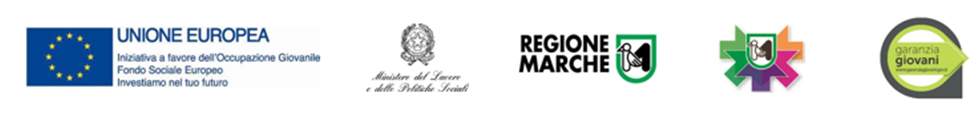 UNIONE EUROPEA
Iniziativa a favore dell'Occupazione Giovanile
Fondo Sociale Europeo
Investiamo nel tuo futuro
Ministero del Lavoro
e delle Politiche Sociali
REGIONE
MARCHE
garanzia
giovani